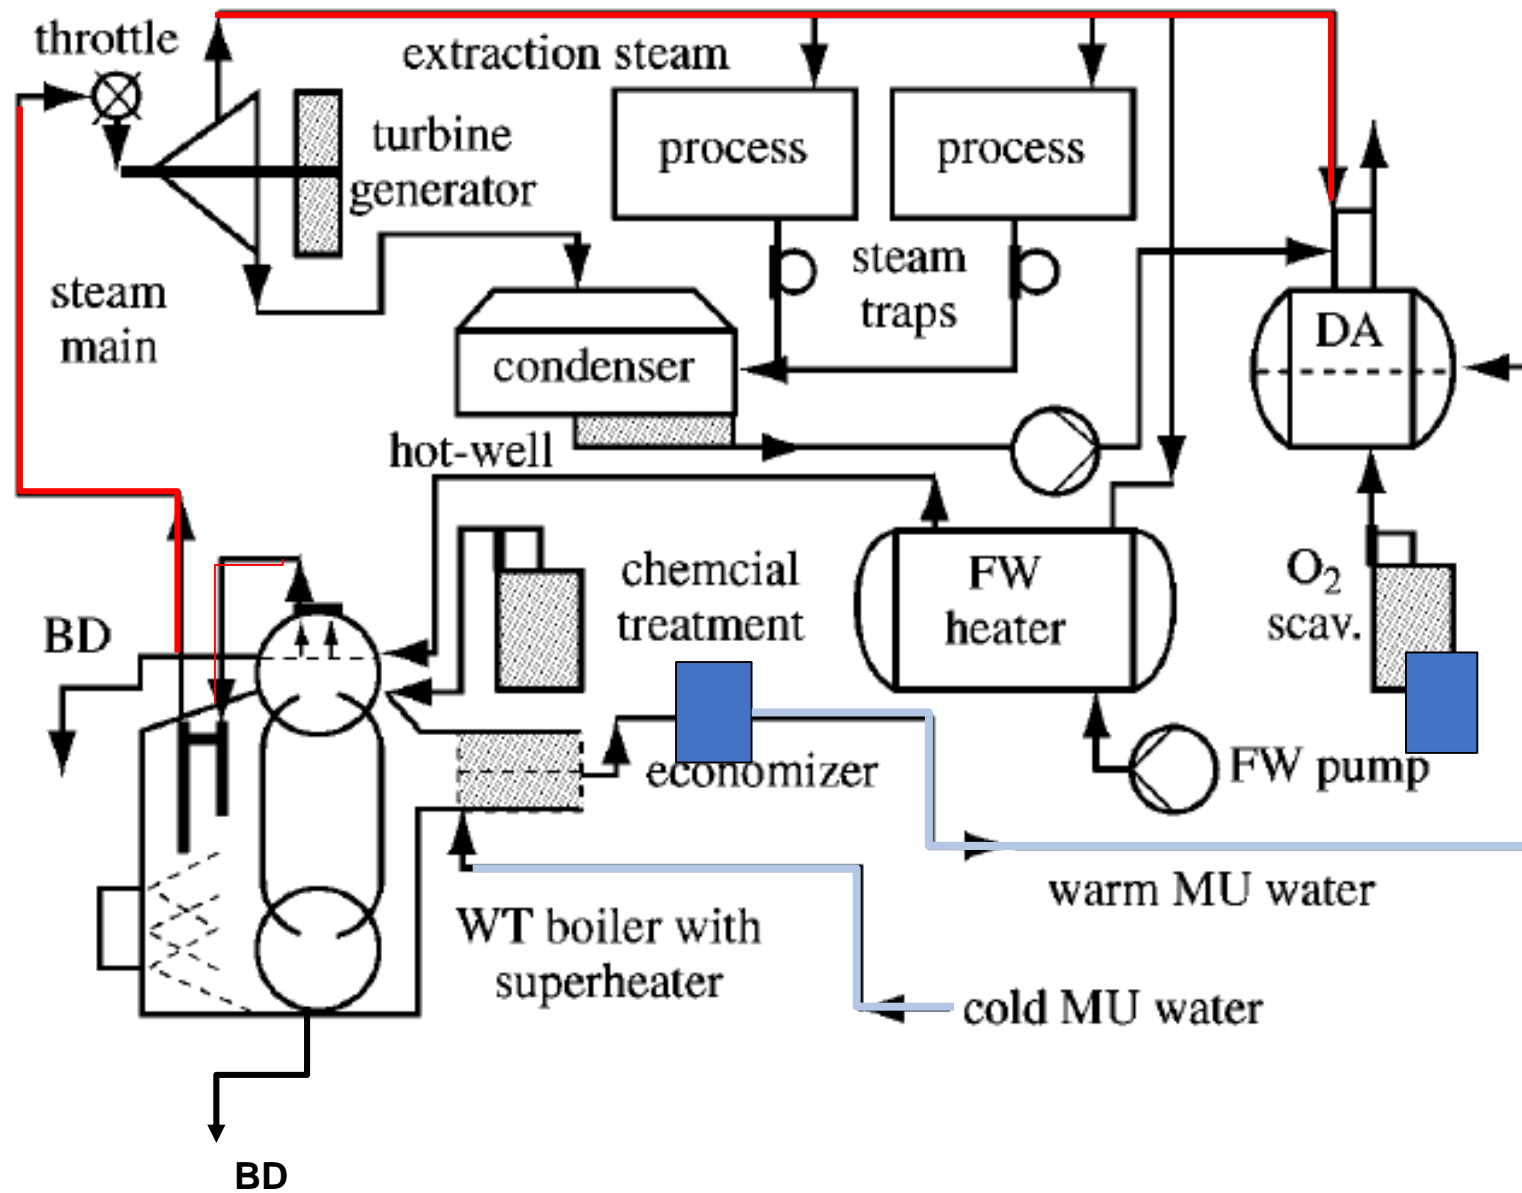 throttle
extraction steam
turbine
generator
process
process
steam
main
steam
traps
condenser
DA
hot-well
BD
chemcial
treatment
FW
heater
O2
scav.
economizer
FW pump
warm MU water
WT boiler with
superheater
cold MU water
BD